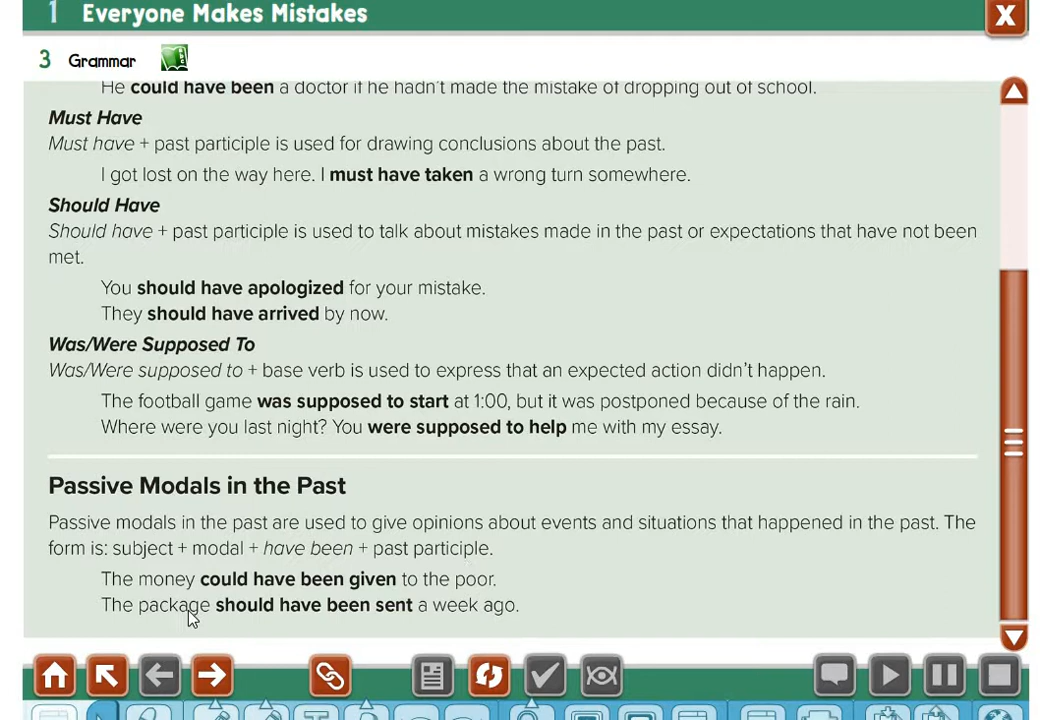 1 Everyone Makes Mistakes
X
3 Grammar
He could have been a doctor if he hadn't made the mistake of dropping out of school.
Must Have
Must have + past participle is used for drawing conclusions about the past.
I got lost on the way here. I must have taken a wrong turn somewhere.
Should Have
Should have + past participle is used to talk about mistakes made in the past or expectations that have not been
met.
You should have apologized for your mistake.
They should have arrived by now.
Was/Were Supposed To
Was/Were supposed to + base verb is used to express that an expected action didn't happen.
The football game was supposed to start at 1:00, but it was postponed because of the rain.
Where were you last night? You were supposed to help me with my essay.
Passive Modals in the Past
Passive modals in the past are used to give opinions about events and situations that happened in the past. The
form is: subject + modal + have been + past participle.
The money could have been given to the poor.
The package should have been sent a week ago.